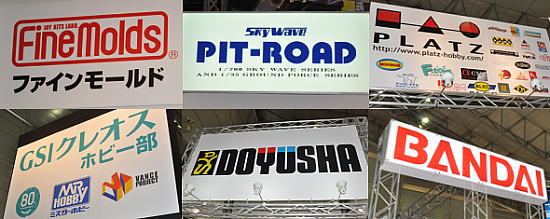 JOY KITS LABO.
FineMolds
ファインモールド
SKY WAVE
PIT-ROAD
1/700 SKY WAVE SERIES
AND 1/35 GROUND FORCE SERIES
PLATZ
http://www.platz-hobby.com/
GSIクレオス
ホビー部
80
MR.
HOBBY
ミスターホビー
VANCE
PROJECT
DOYUSHA
BANDAI